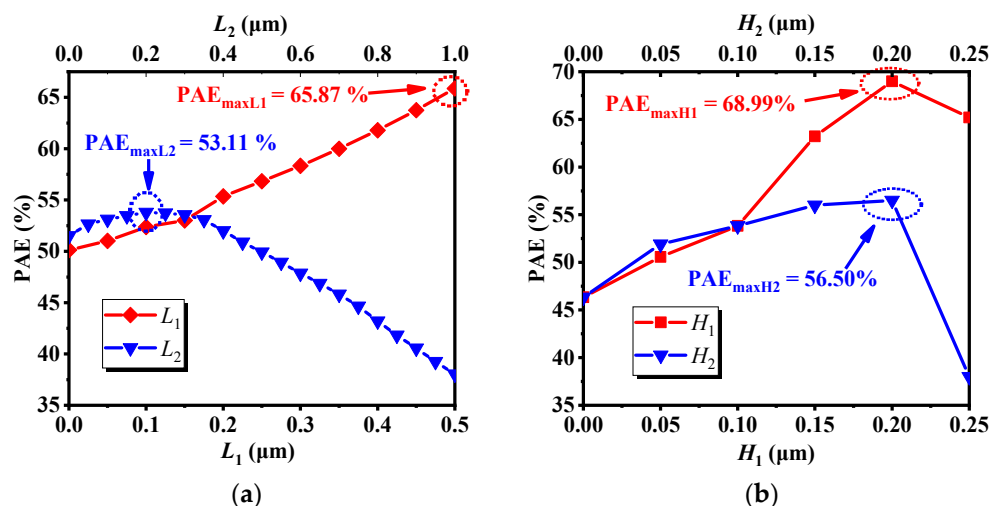 L₂ (μm)
0.0 0.2 0.4 0.6 0.8 1.0
PAE (%)
65
60
55
50
45
40
35
PAEmaxL1 = 65.87 %
PAEmaxL2 = 53.11 %
L₁
L₂
0.0 0.1 0.2 0.3 0.4 0.5
L₁ (μm)
(a)
H₂ (μm)
0.00 0.05 0.10 0.15 0.20 0.25
PAE (%)
70
65
60
55
50
45
40
35
PAEmaxH1 = 68.99%
PAEmaxH2 = 56.50%
H₁
H₂
0.00 0.05 0.10 0.15 0.20 0.25
H₁ (μm)
(b)